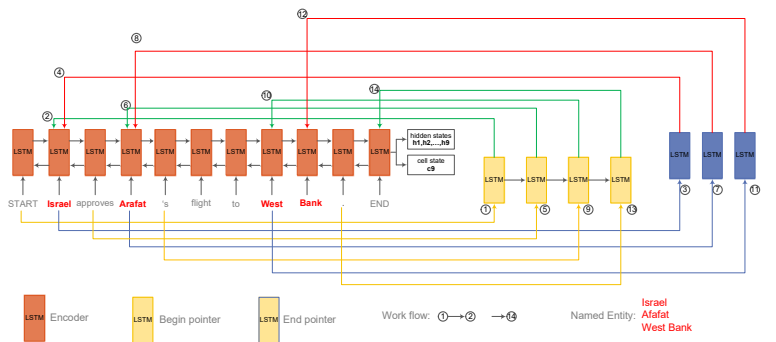 ⑫
⑧
④
⑭
⑩
⑥
②
hidden states
h1,h2,...,h9
cell state
c9
LSTM LSTM LSTM LSTM LSTM LSTM LSTM LSTM LSTM LSTM LSTM
LSTM LSTM LSTM LSTM
LSTM LSTM LSTM
① ⑤ ⑨ ⑬ ③ ⑦ ⑪
START Israel approves Arafat 's flight to West Bank . END
LSTM Encoder
LSTM Begin pointer
LSTM End pointer
Work flow: ① ② ⑭
Named Entity:
Israel
Afafat
West Bank